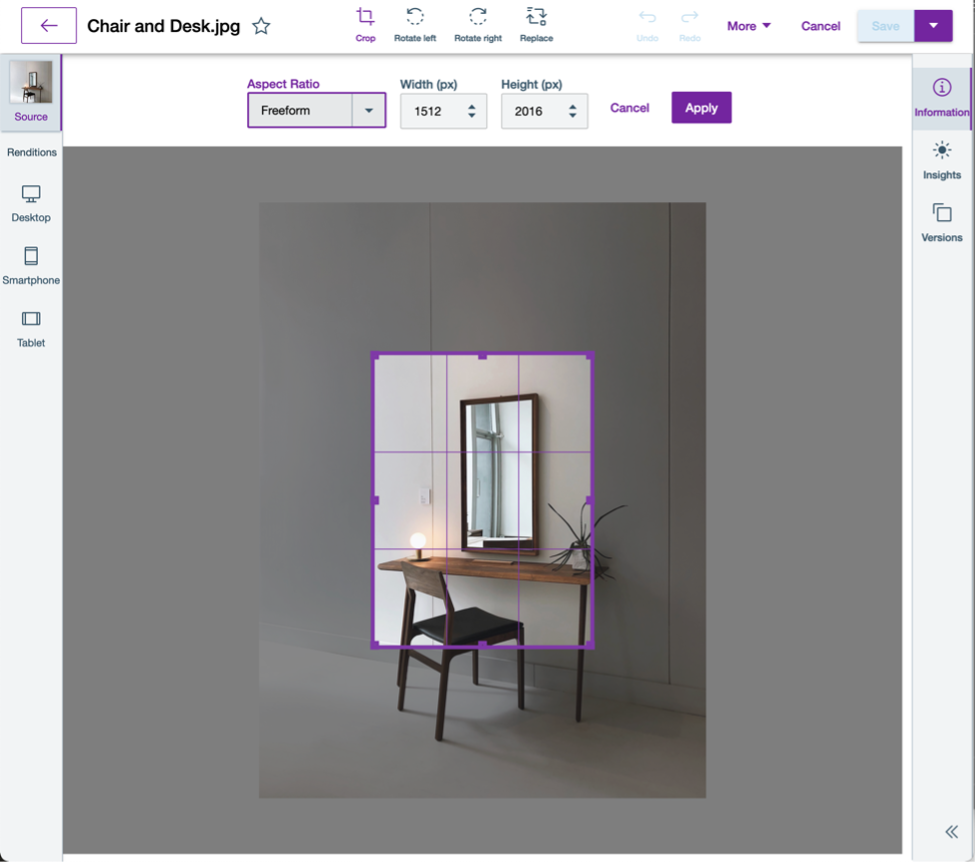 Chair and Desk.jpg
Crop
Rotate left
Rotate right
Replace
Undo
Redo
More
Cancel
Save
Source
Renditions
Desktop
Smartphone
Tablet
Aspect Ratio
Freeform
Width (px)
1512
Height (px)
2016
Cancel
Apply
Information
Insights
Versions